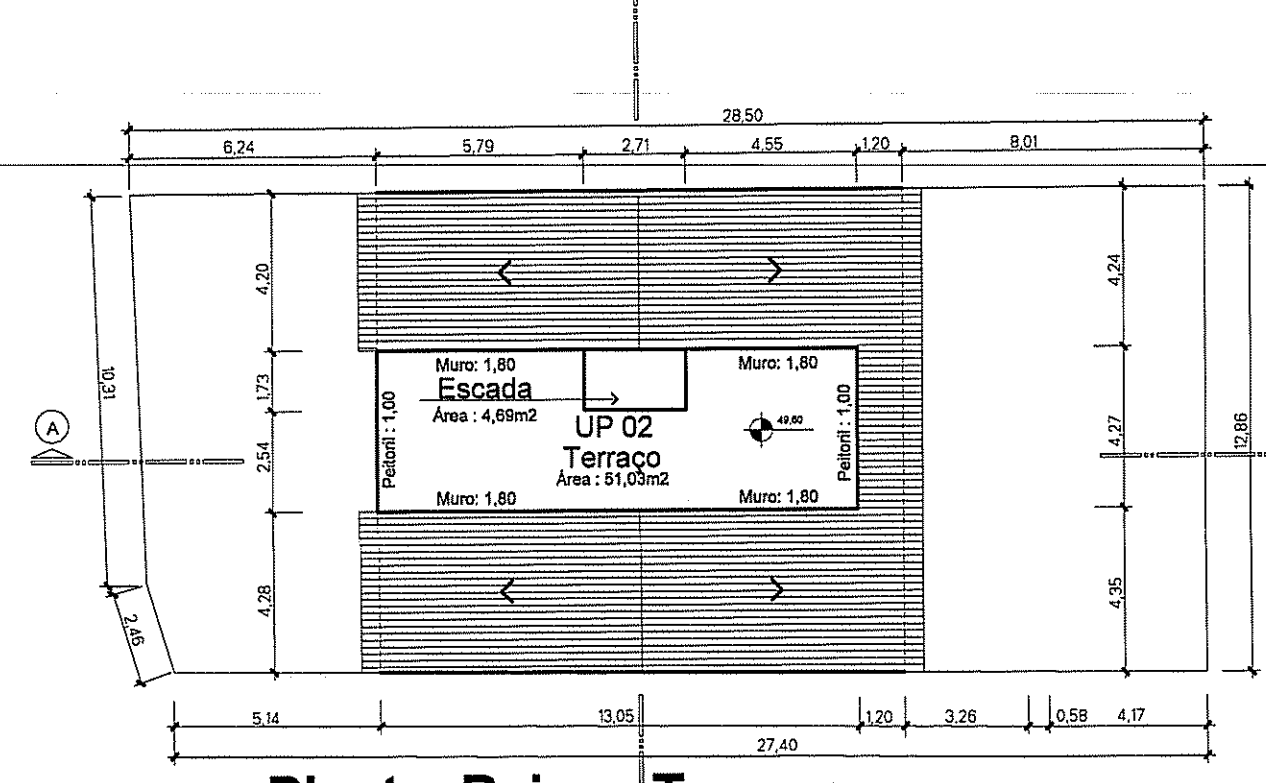 28,50
6,24 5,79 2,71 4,55 1,20 8,01
4,20
4,24
10,31
1,73
Muro: 1,80
Muro: 1,80
Escada
Área : 4,69m2
Peitoril : 1,00
Peitoril : 1,00
UP 02
49,60
Terraço
Área : 51,03m2
A
2,54
4,27
12,86
Muro: 1,80
Muro: 1,80
4,28
4,35
2,46
5,14 13,05 1,20 3,26 0,58 4,17
27,40